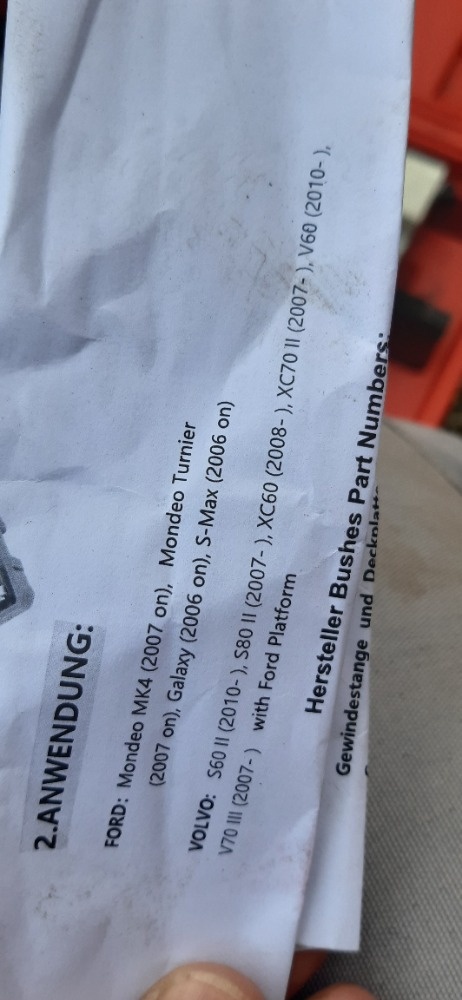 2.ANWENDUNG:
FORD: Mondeo MK4 (2007 on), Mondeo Turnier
(2007 on), Galaxy (2006 on), S-Max (2006 on)
VOLVO: S60 II (2010- ), S80 II (2007- ), XC60 (2008- ), XC70 II (2007- ), V60 (2010- ),
V70 III (2007- ) with Ford Platform
Hersteller Bushes Part Numbers:
Gewindestange und Deckplatte